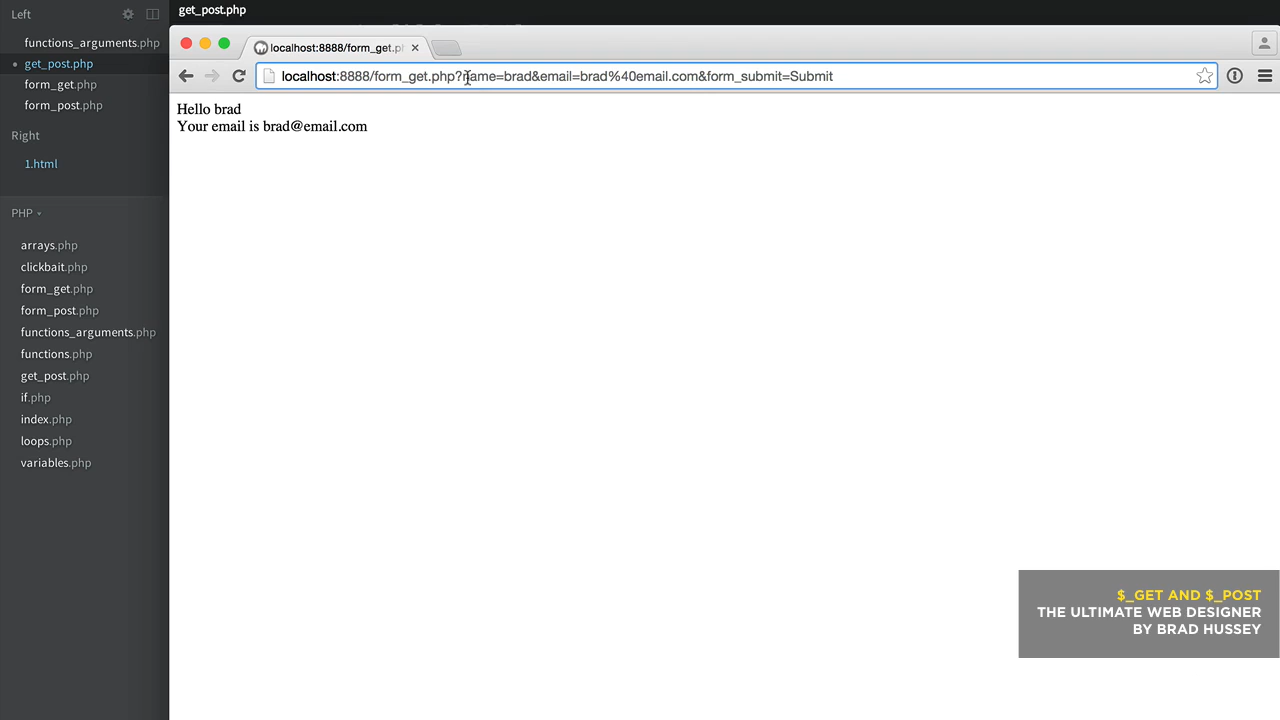 Left
functions_arguments.php
get_post.php
form_get.php
form_post.php
Right
1.html
PHP
arrays.php
clickbait.php
form_get.php
form_post.php
functions_arguments.php
functions.php
get_post.php
if.php
index.php
loops.php
variables.php
get_post.php
localhost:8888/form_get.p
localhost:8888/form_get.php?name=brad&email=brad%40email.com&form_submit=Submit
Hello brad
Your email is brad@email.com
$_GET AND $_POST
THE ULTIMATE WEB DESIGNER
BY BRAD HUSSEY